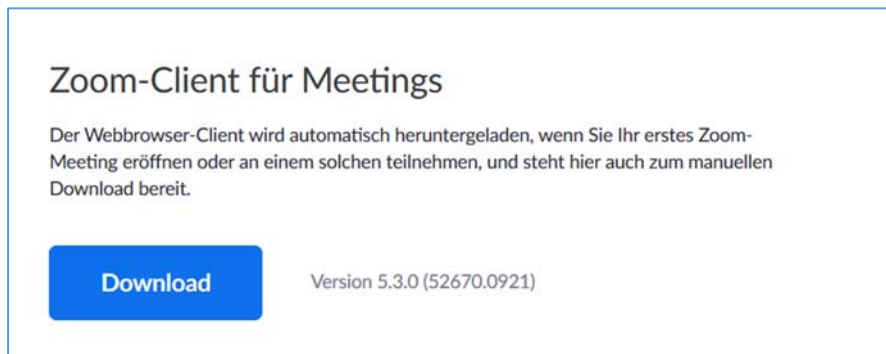 Zoom-Client für Meetings
Der Webbrowser-Client wird automatisch heruntergeladen, wenn Sie Ihr erstes Zoom-
Meeting eröffnen oder an einem solchen teilnehmen, und steht hier auch zum manuellen
Download bereit.
Download
Version 5.3.0 (52670.0921)